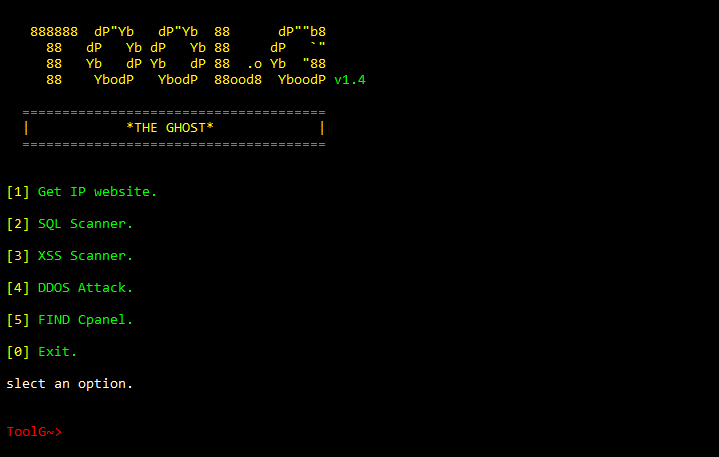 888888  dP"Yb   dP"Yb  88      dP""b8
  88   dP   Yb dP   Yb 88     dP   `"
  88   Yb   dP Yb   dP 88  .o Yb  "88
  88    YbodP   YbodP  88ood8  YboodP v1.4
======================================
|            *THE GHOST*             |
======================================
[1] Get IP website.
[2] SQL Scanner.
[3] XSS Scanner.
[4] DDOS Attack.
[5] FIND Cpanel.
[0] Exit.
slect an option.
ToolG~>